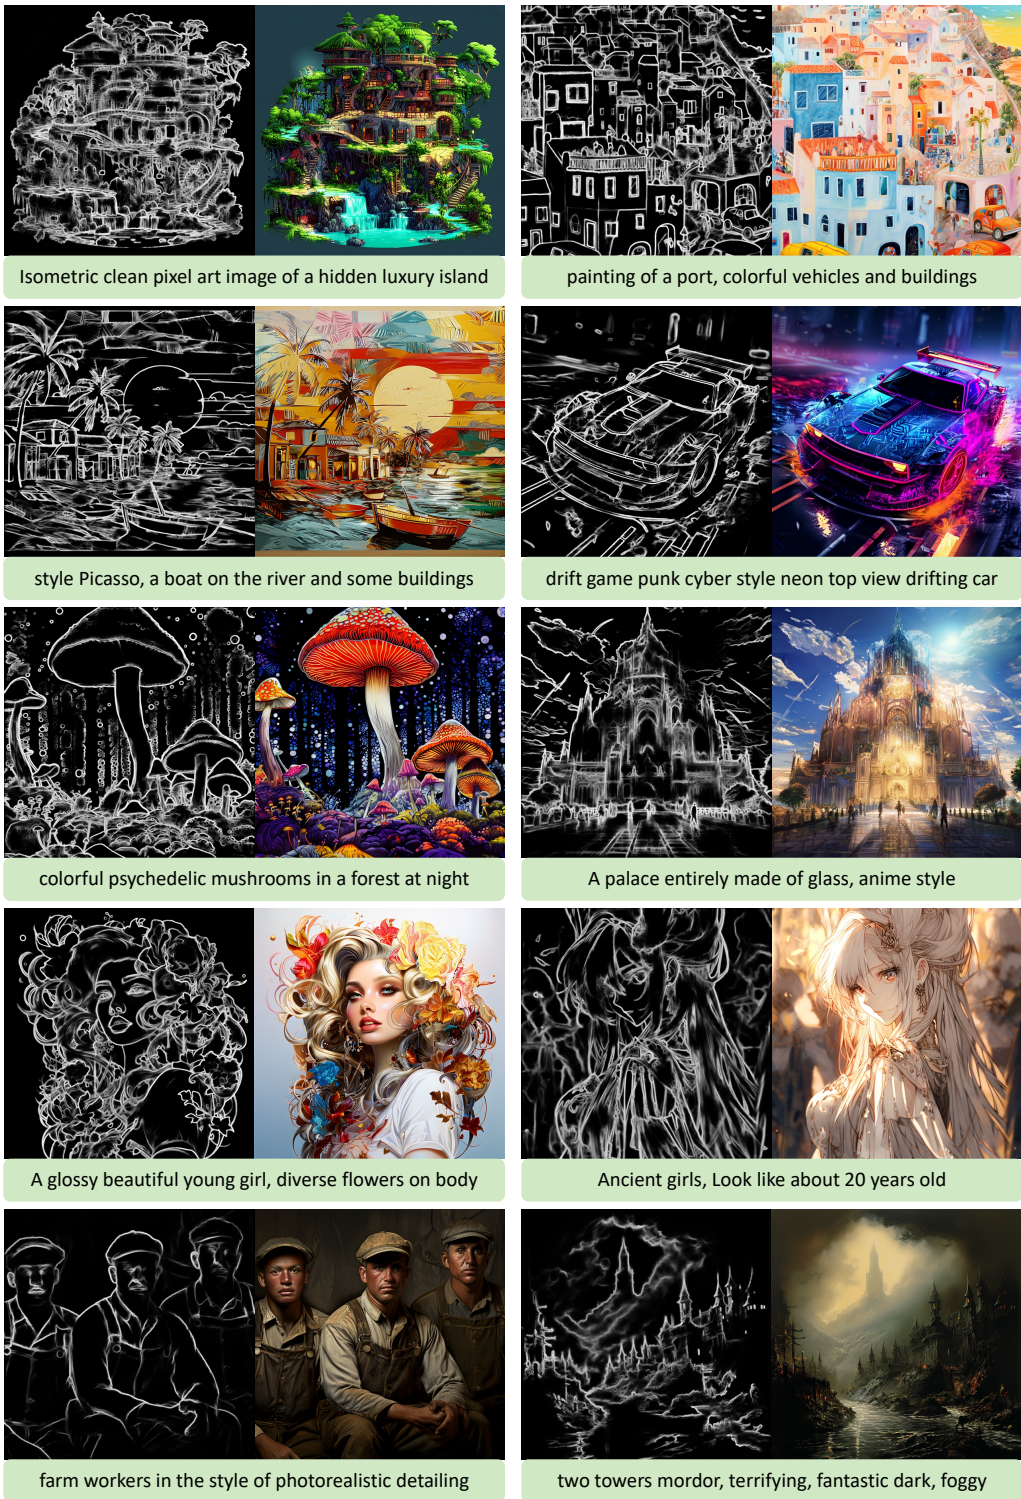 Isometric clean pixel art image of a hidden luxury island
painting of a port, colorful vehicles and buildings
style Picasso, a boat on the river and some buildings
drift game punk cyber style neon top view drifting car
colorful psychedelic mushrooms in a forest at night
A palace entirely made of glass, anime style
A glossy beautiful young girl, diverse flowers on body
Ancient girls, Look like about 20 years old
farm workers in the style of photorealistic detailing
two towers mordor, terrifying, fantastic dark, foggy